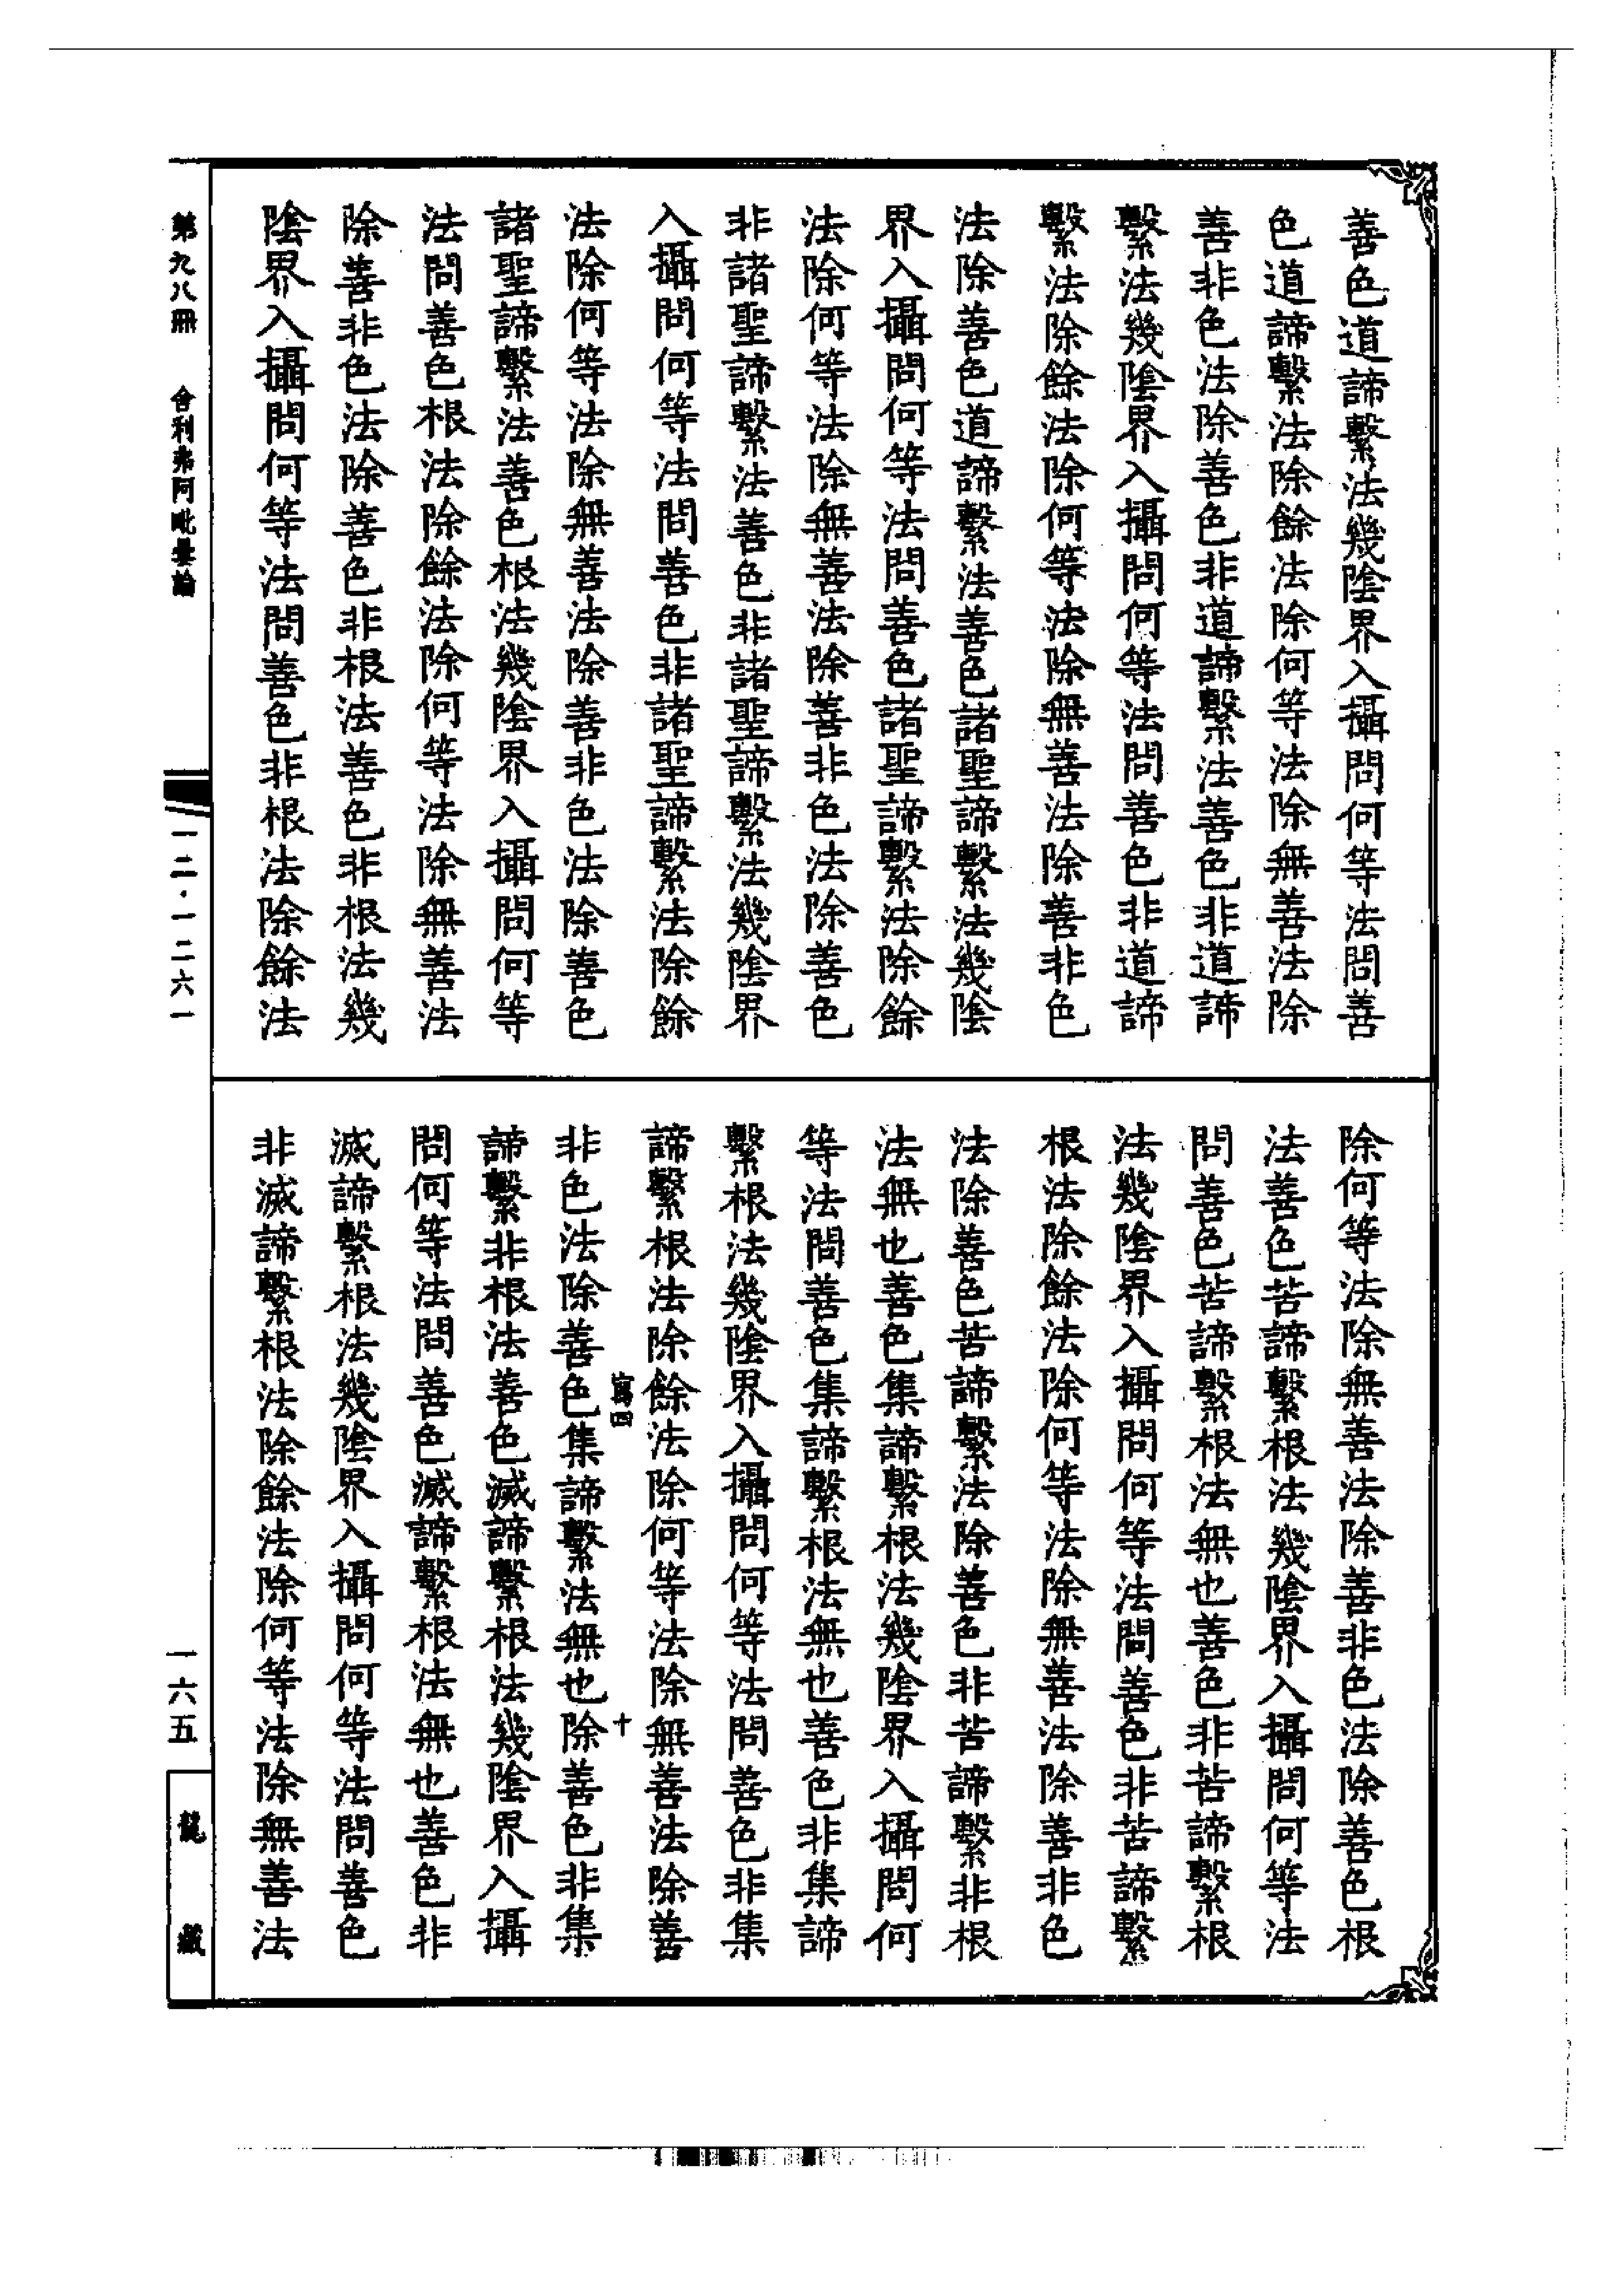 善色道諦繫法幾陰界入攝問何等法問善
色道諦繫法除餘法除何等法除無善法除
善非色法除善色非道諦繫法善色非道諦
繫法幾陰界入攝問何等法問善色非道諦
繫法除餘法除何等法除無善法除善非色
法除善色道諦繫法善色諸聖諦繫法幾陰
界入攝問何等法問善色諸聖諦繫法除餘
法除何等法除無善法除善非色法除善色
非諸聖諦繫法善色非諸聖諦繫法幾陰界
入攝問何等法問善色非諸聖諦繫法除餘
法除何等法除無善法除善非色法除善色
諸聖諦繫法善色根法幾陰界入攝問何等
法問善色根法除餘法除何等法除無善法
除善非色法除善色非根法善色非根法幾
陰界入攝問何等法問善色非根法除餘法
除何等法除無善法除善非色法除善色根
法善色苦諦繫根法幾陰界入攝問何等法
問善色苦諦繫根法無也善色非苦諦繫根
法幾陰界入攝問何等法問善色非苦諦繫
根法除餘法除何等法除無善法除善非色
法除善色苦諦繫法除善色非苦諦繫非根
法無也善色集諦繫根法幾陰界入攝問何
等法問善色集諦繫根法無也善色非集諦
繫根法幾陰界入攝問何等法問善色非集
諦繫根法除餘法除何等法除無善法除善
寫四 十
非色法除善色集諦繫法無也除善色非集
諦繫非根法善色滅諦繫根法幾陰界入攝
問何等法問善色滅諦繫根法無也善色非
滅諦繫根法幾陰界入攝問何等法問善色
非滅諦繫根法除餘法除何等法除無善法
第九八冊 舍利弗阿毗曇論
一二·一二六一
一六五
龍藏